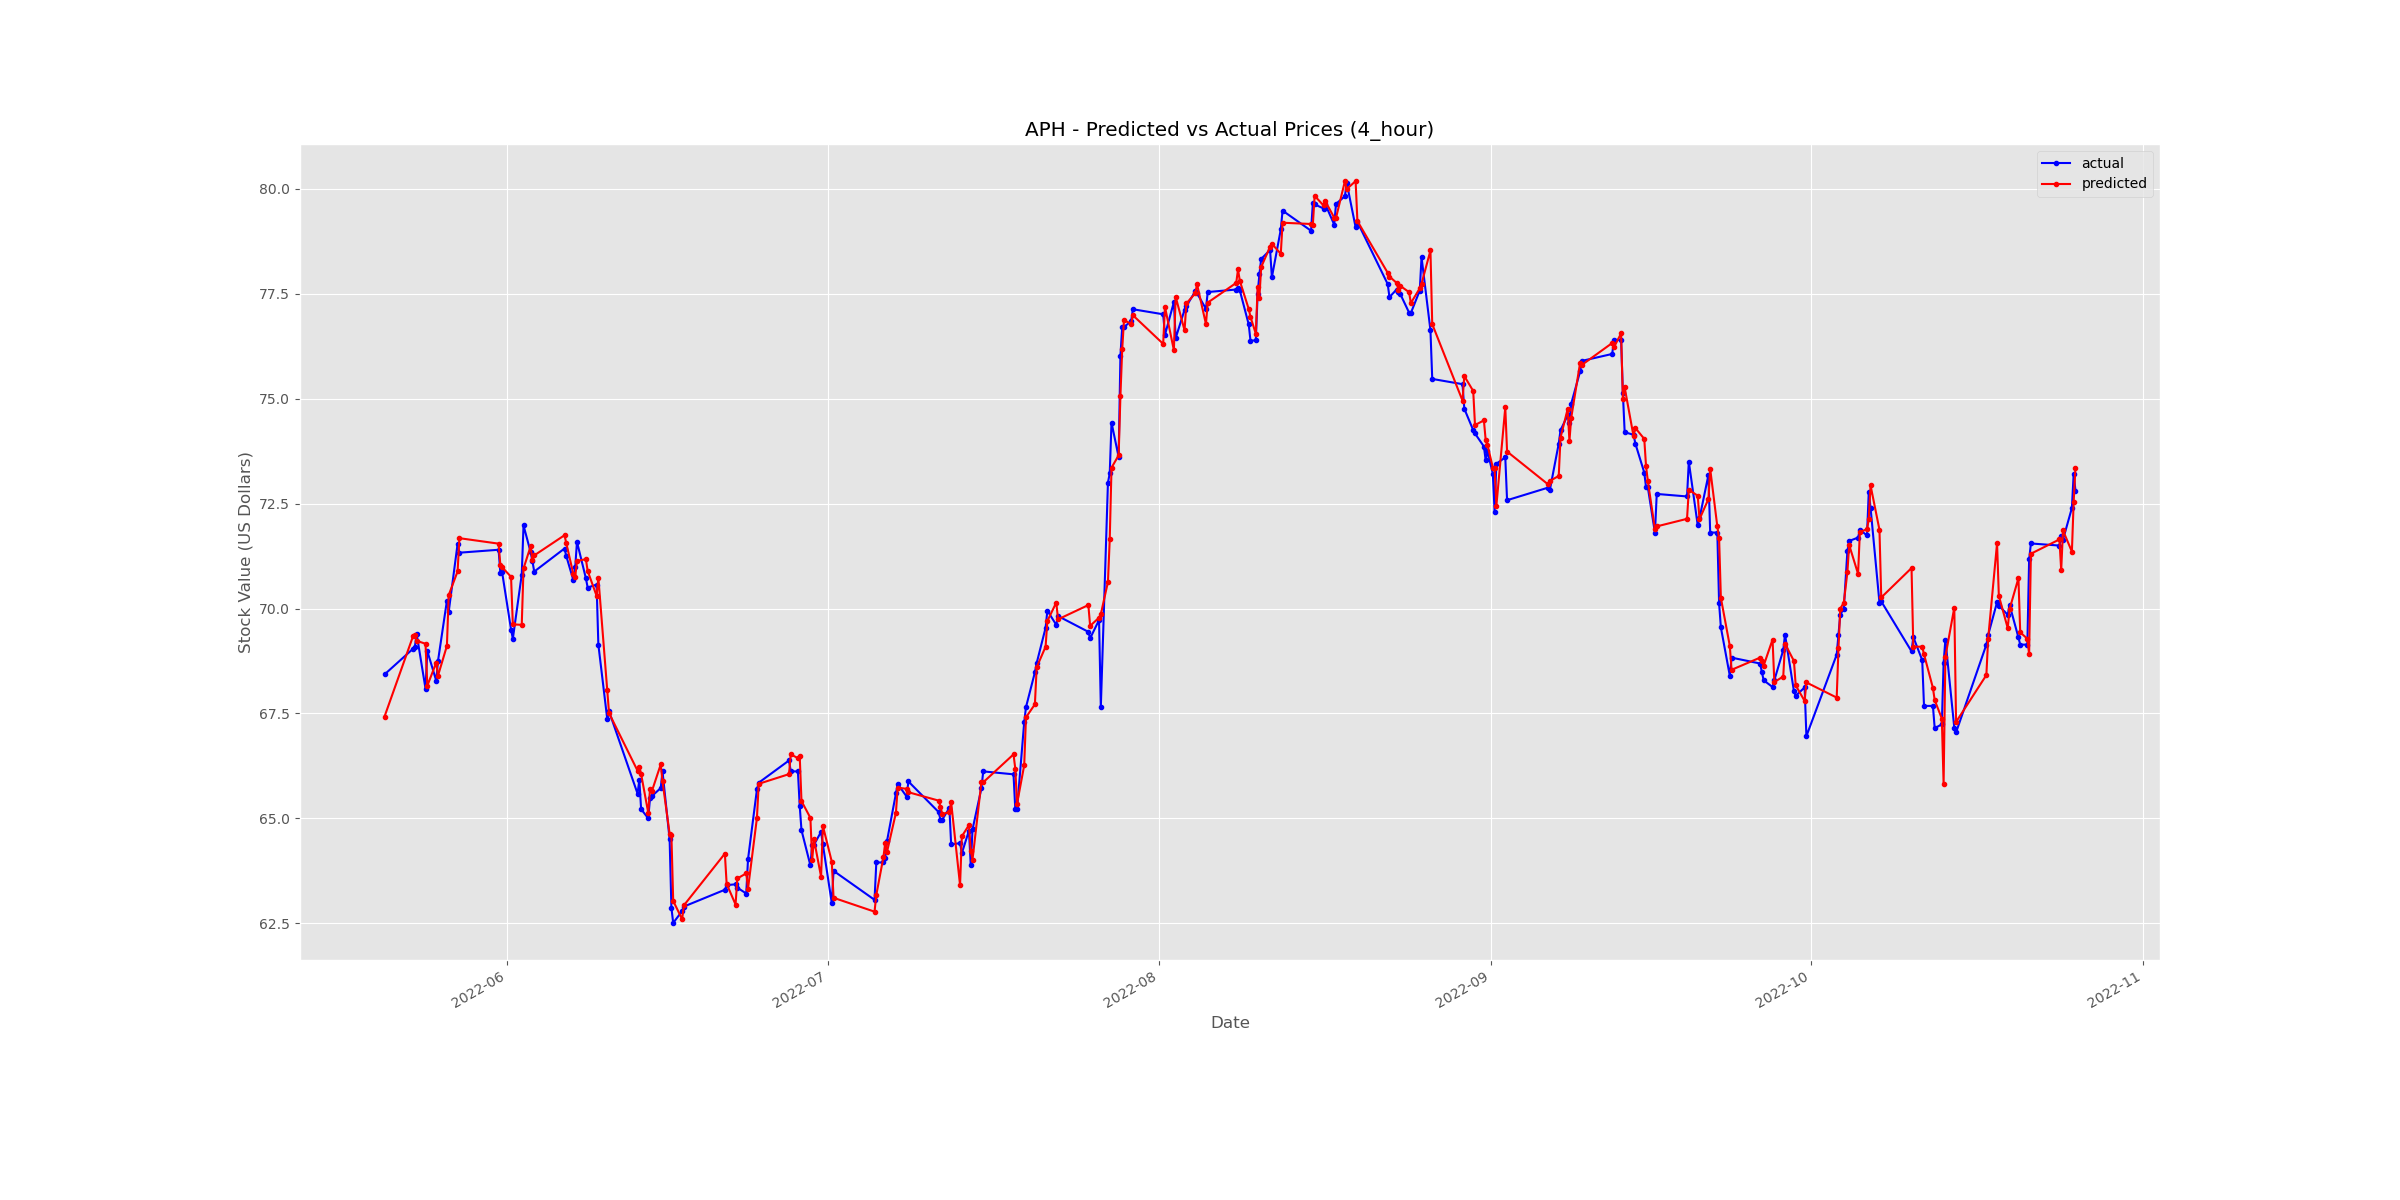 APH - Predicted vs Actual Prices (4_hour)
actual
predicted
80.0
77.5
75.0
72.5
70.0
67.5
65.0
62.5
Stock Value (US Dollars)
2022-06
2022-07
2022-08
2022-09
2022-10
2022-11
Date